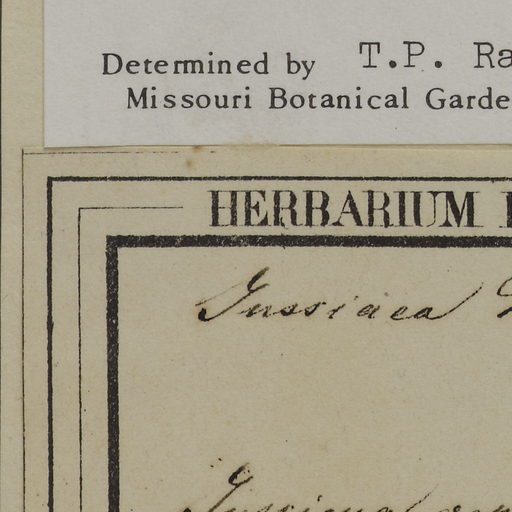 Determined by T.P. Ra
Missouri Botanical Garde
HERBARIUM
Jussiaea